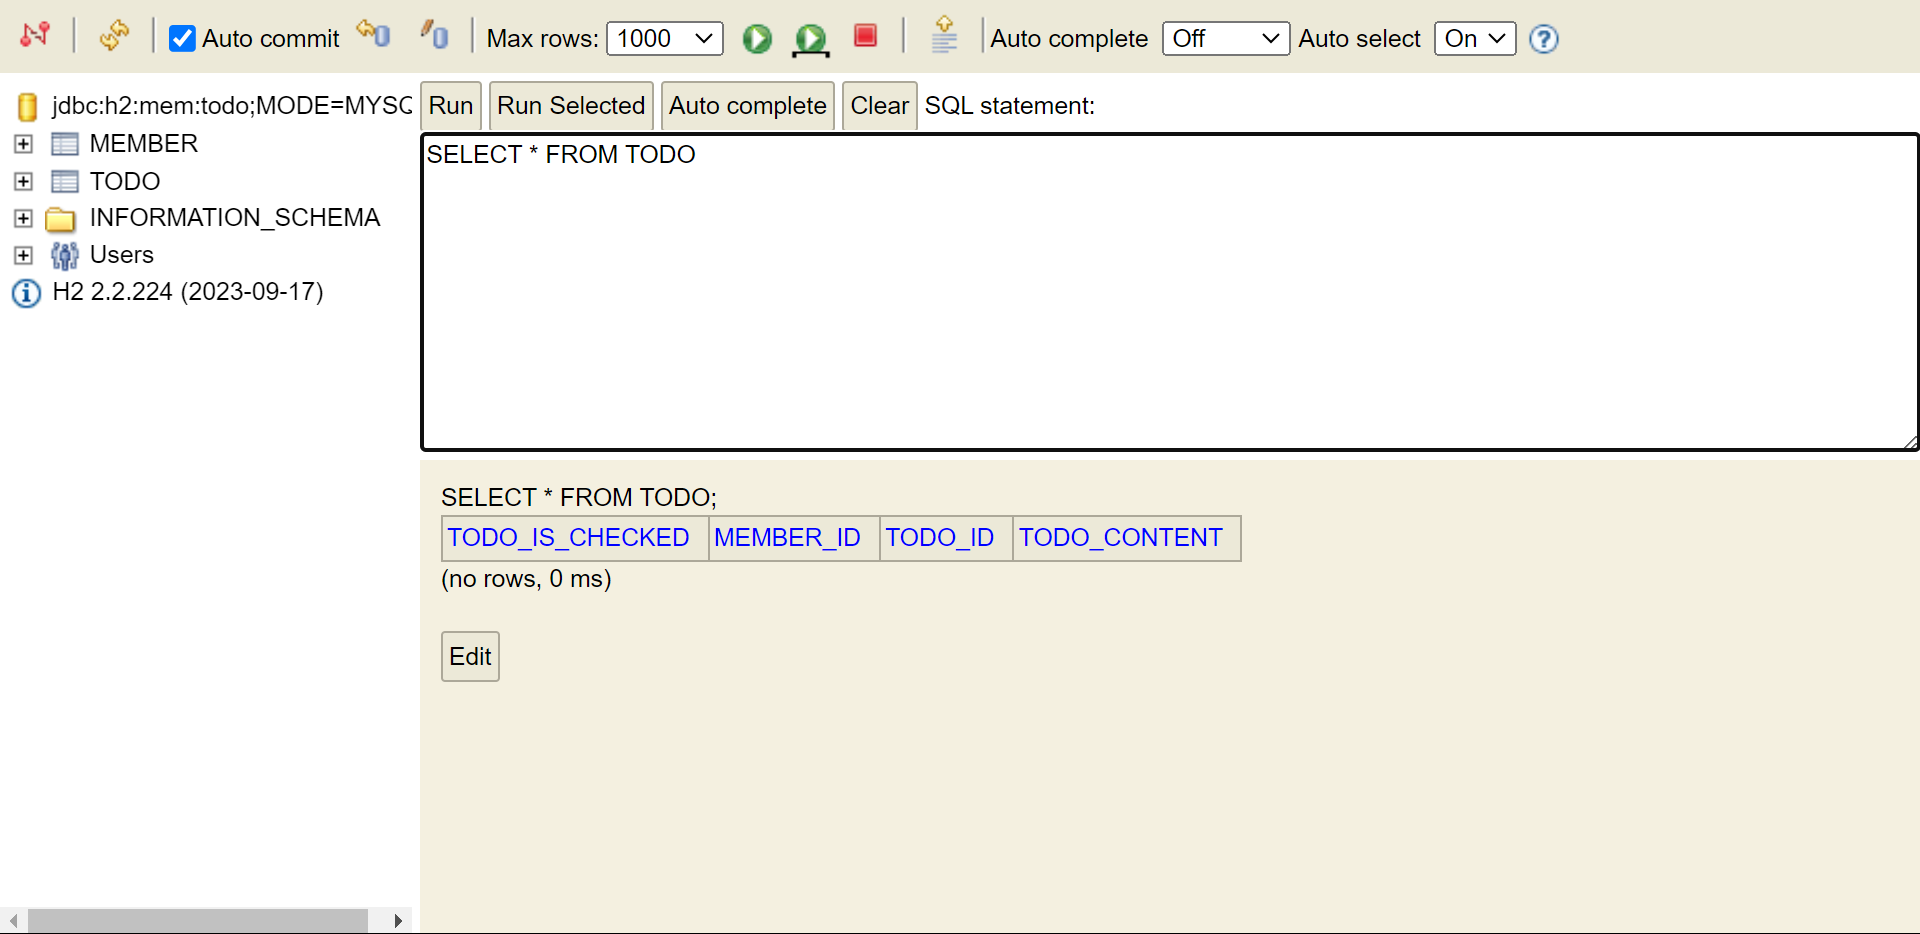 Auto commit Max rows: 1000 Auto complete Off Auto select On ?
jdbc:h2:mem:todo;MODE=MYSQ
MEMBER
TODO
INFORMATION_SCHEMA
Users
H2 2.2.224 (2023-09-17)
Run Run Selected Auto complete Clear SQL statement:
SELECT * FROM TODO
SELECT * FROM TODO;
TODO_IS_CHECKED MEMBER_ID TODO_ID TODO_CONTENT
(no rows, 0 ms)
Edit